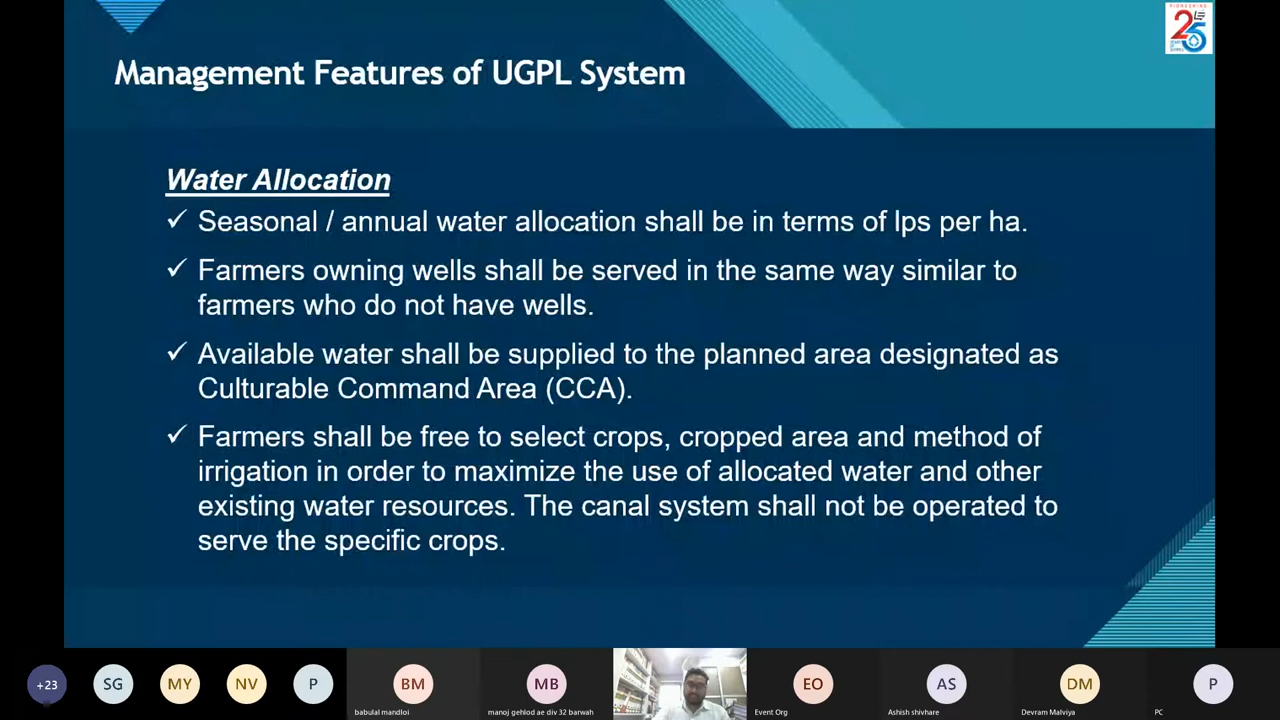 PIONEERING
25
Management Features of UGPL System
Water Allocation
✓ Seasonal / annual water allocation shall be in terms of lps per ha.
✓ Farmers owning wells shall be served in the same way similar to
farmers who do not have wells.
✓ Available water shall be supplied to the planned area designated as
Culturable Command Area (CCA).
✓ Farmers shall be free to select crops, cropped area and method of
irrigation in order to maximize the use of allocated water and other
existing water resources. The canal system shall not be operated to
serve the specific crops.
+23
SG
MY
NV
P
BM
MB
EO
AS
DM
P
babulal mandloi
manoj gehlod ae div 32 barwah
Event Org
Ashish shivhare
Devram Malviya
PC